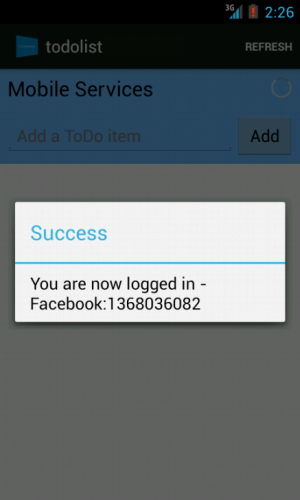 3G 2:26
todolist REFRESH
Mobile Services
Add a ToDo item Add
Success
You are now logged in -
Facebook:1368036082